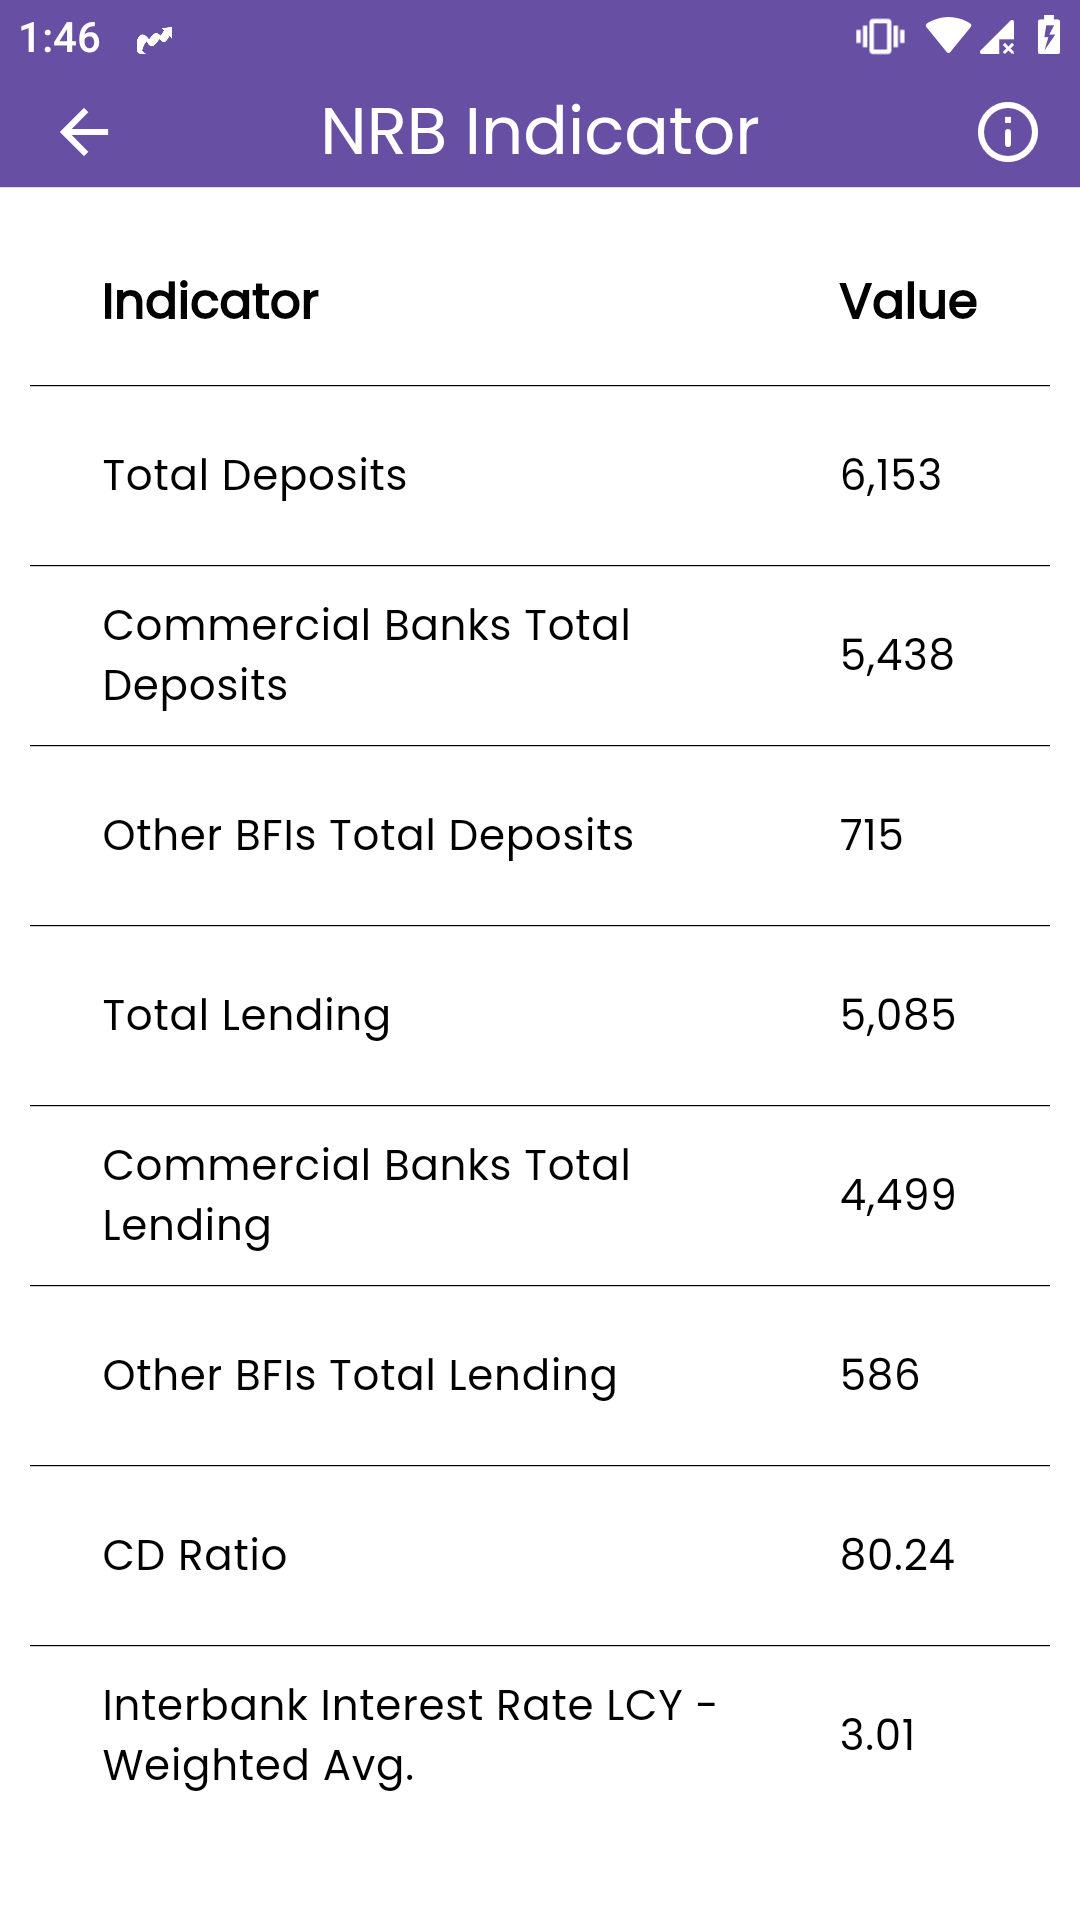 1:46
NRB Indicator
Indicator Value
Total Deposits 6,153
Commercial Banks Total
Deposits 5,438
Other BFIs Total Deposits 715
Total Lending 5,085
Commercial Banks Total
Lending 4,499
Other BFIs Total Lending 586
CD Ratio 80.24
Interbank Interest Rate LCY -
Weighted Avg. 3.01